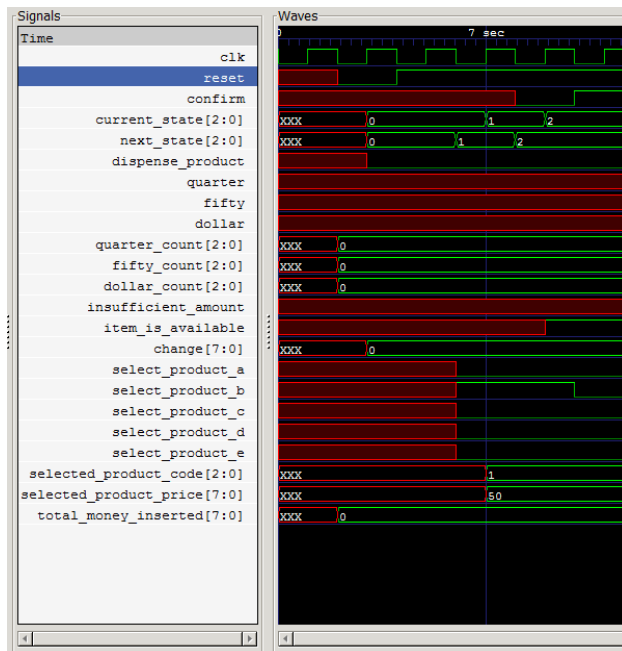 Signals
Waves
Time
0
7 sec
clk
reset
confirm
current_state[2:0]
xxx 0 1 2
next_state[2:0]
xxx 0 1 2
dispense_product
quarter
fifty
dollar
quarter_count[2:0]
xxx 0
fifty_count[2:0]
xxx 0
dollar_count[2:0]
xxx 0
insufficient_amount
item_is_available
change[7:0]
xxx 0
select_product_a
select_product_b
select_product_c
select_product_d
select_product_e
selected_product_code[2:0]
xxx 1
selected_product_price[7:0]
xxx 50
total_money_inserted[7:0]
xxx 0